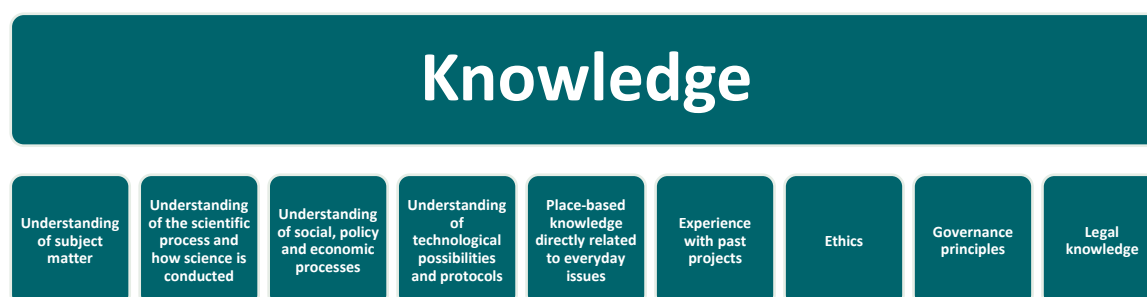 Knowledge
Understanding
of subject
matter
Understanding
of the scientific
process and
how science is
conducted
Understanding
of social, policy
and economic
processes
Understanding
of
technological
possibilities
and protocols
Place-based
knowledge
directly related
to everyday
issues
Experience
with past
projects
Ethics
Governance
principles
Legal
knowledge